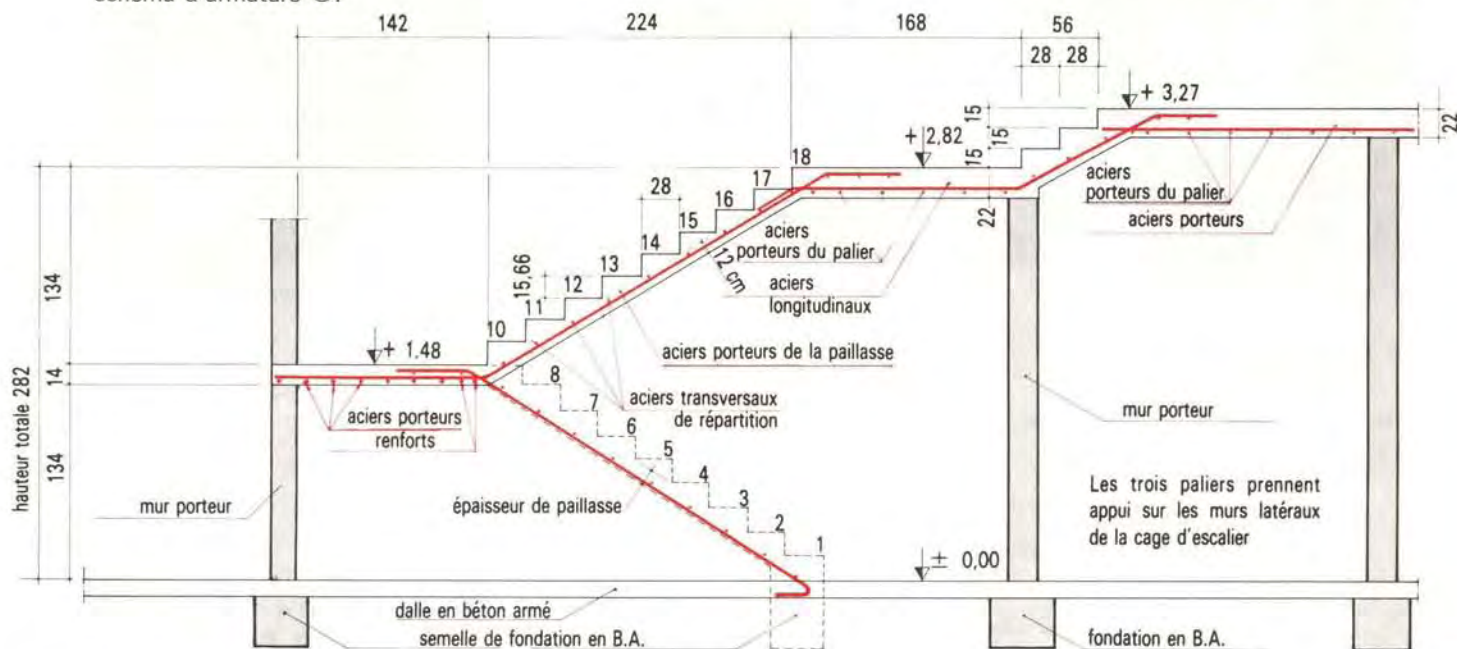 schéma d'armature
142
224
168
56
28
28
+ 3,27
15
15
15
22
+ 2,82
18
17
16
15
14
13
12
11
10
28
15,66
12 cm
22
aciers
porteurs du palier
aciers
longitudinaux
aciers
porteurs du palier
aciers porteurs
hauteur totale 282
134
14
134
+ 1.48
aciers porteurs de la paillasse
aciers transversaux
de répartition
aciers porteurs
renforts
8
7
6
5
4
3
2
1
mur porteur
épaisseur de paillasse
mur porteur
Les trois paliers prennent
appui sur les murs latéraux
de la cage d'escalier
± 0,00
dalle en béton armé
semelle de fondation en B.A.
fondation en B.A.